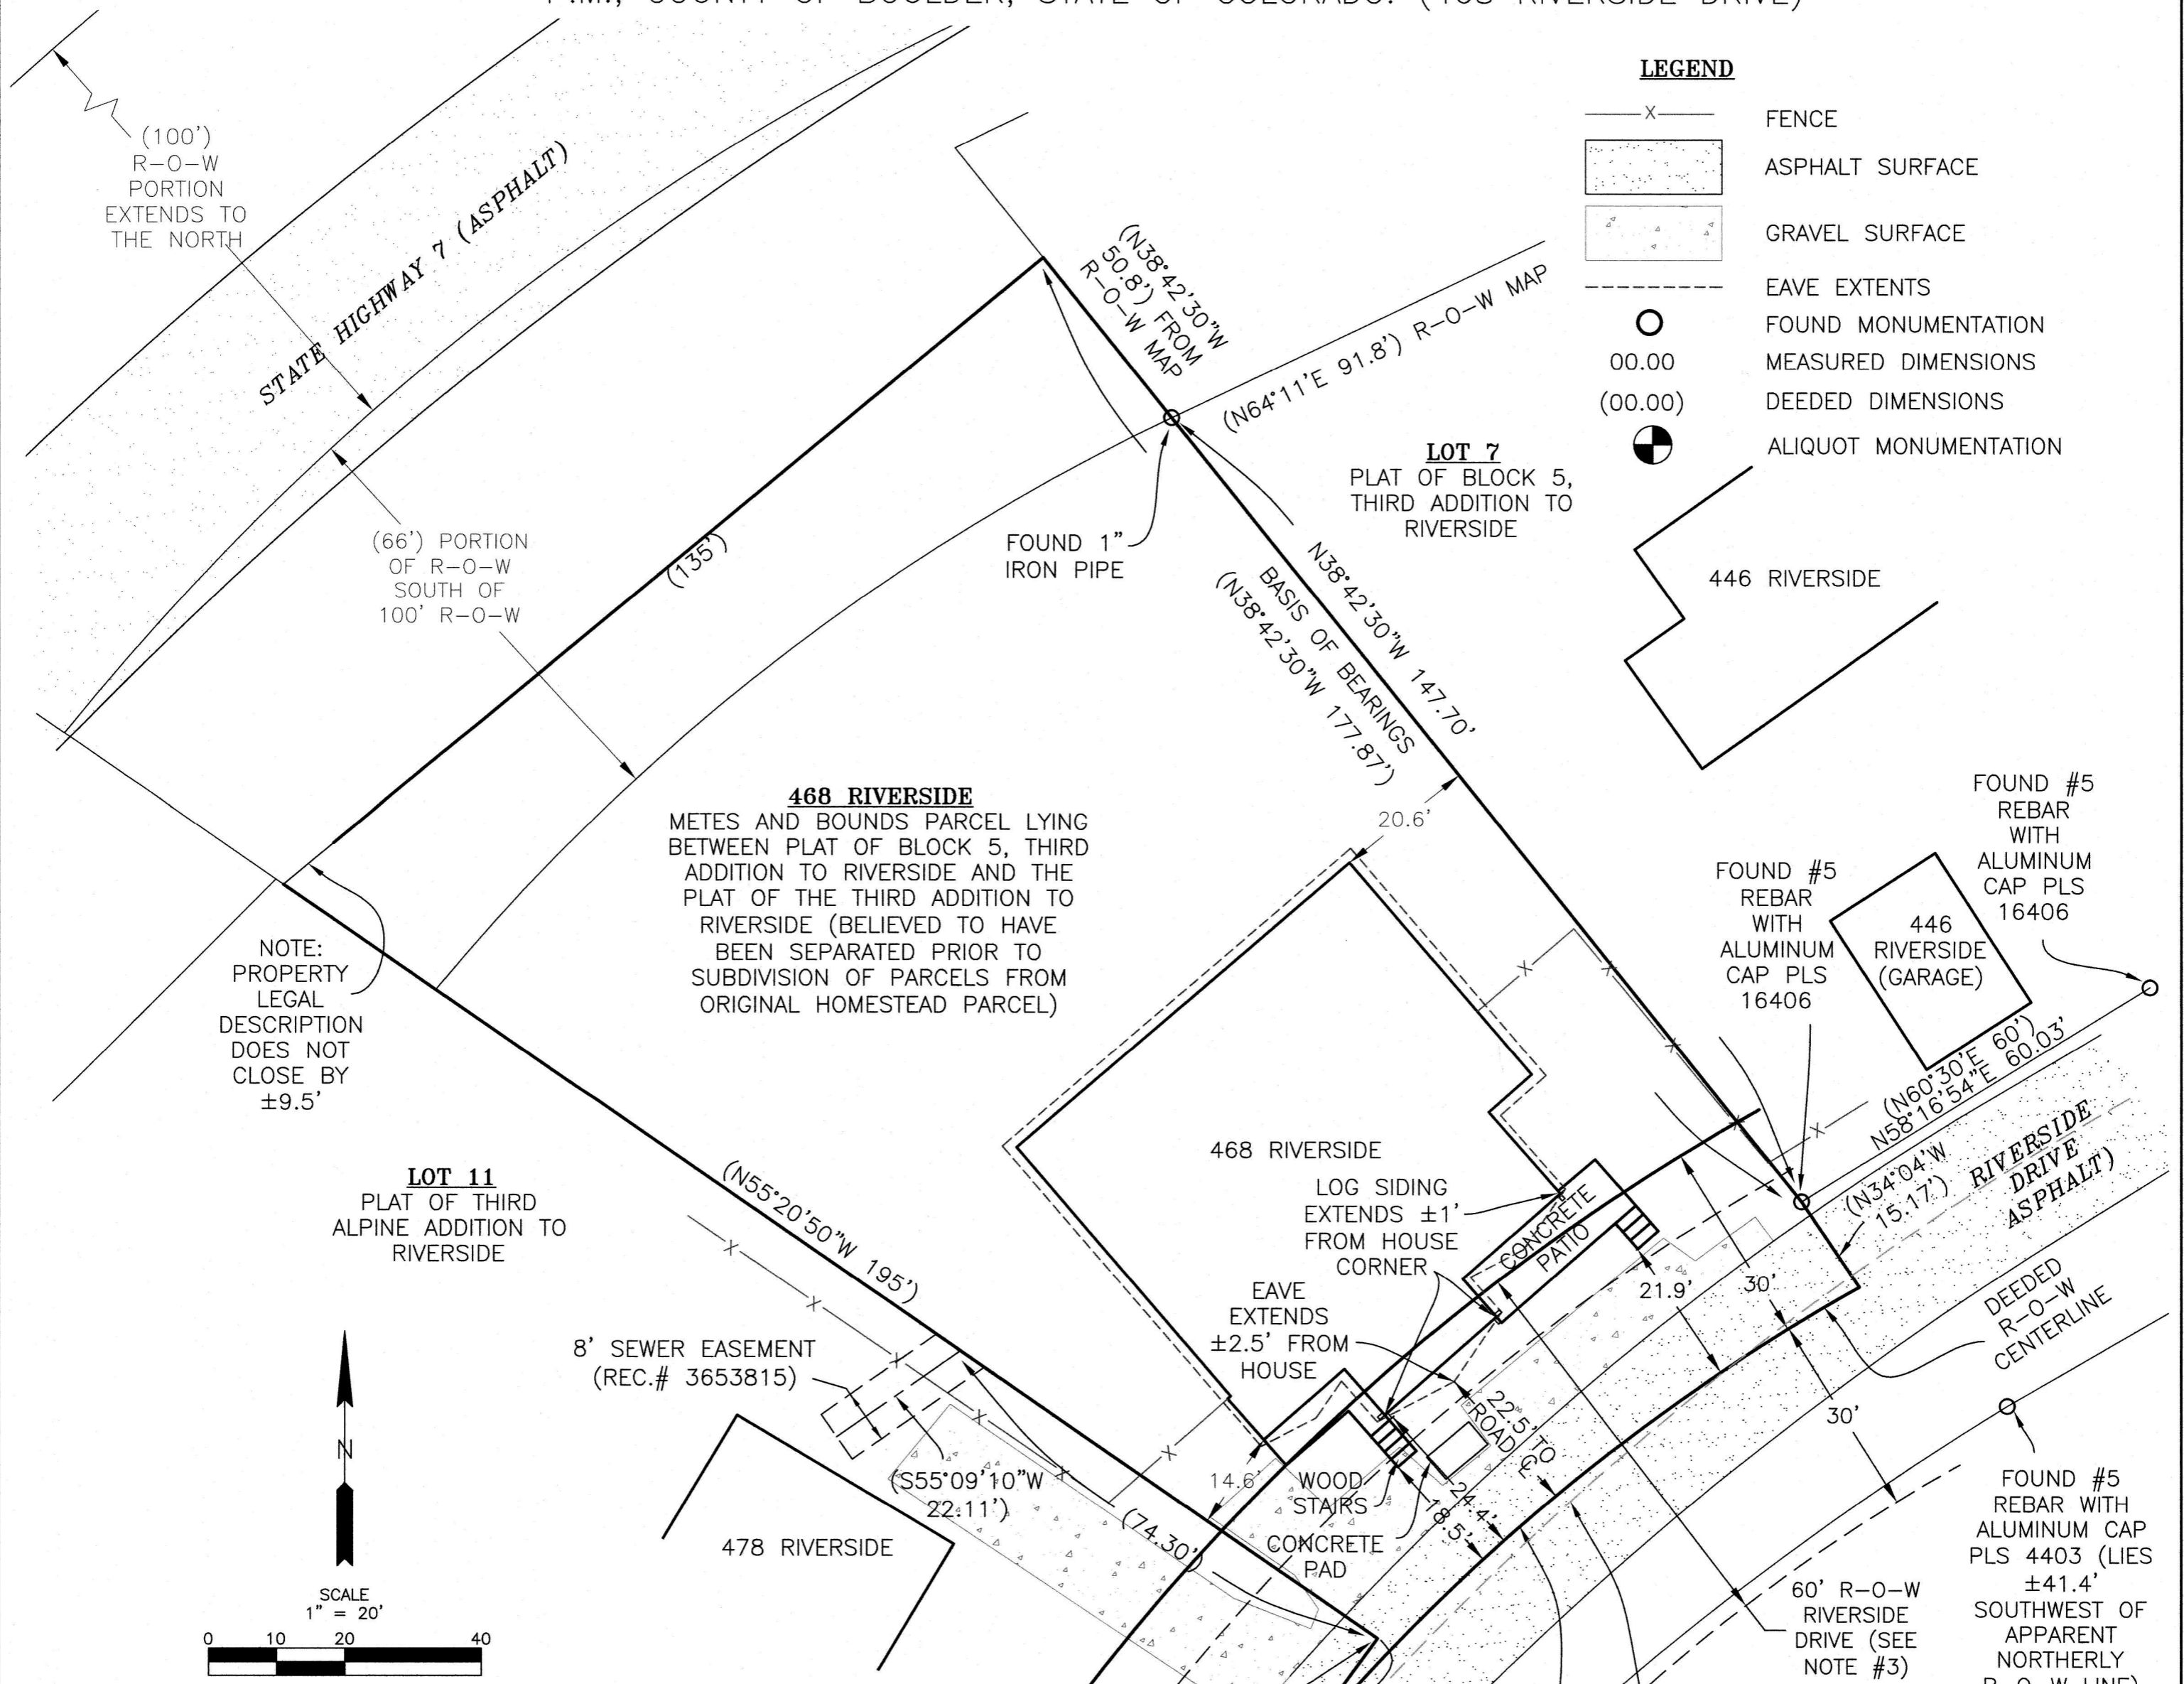 P.M., COUNTY OF BOULDER, STATE OF COLORADO. (468 RIVERSIDE DRIVE)
LEGEND
X
FENCE
ASPHALT SURFACE
GRAVEL SURFACE
EAVE EXTENTS
FOUND MONUMENTATION
00.00
MEASURED DIMENSIONS
(00.00)
DEEDED DIMENSIONS
ALIQUOT MONUMENTATION
(100')
R-O-W
PORTION
EXTENDS TO
THE NORTH
STATE HIGHWAY 7 (ASPHALT)
(N38°42'30"W
50.8') FROM
R-O-W MAP
(N64°11'E 91.8') R-O-W MAP
LOT 7
PLAT OF BLOCK 5,
THIRD ADDITION TO
RIVERSIDE
(66') PORTION
OF R-O-W
SOUTH OF
100' R-O-W
(135')
FOUND 1"
IRON PIPE
446 RIVERSIDE
N38°42'30"W 147.70'
BASIS OF BEARINGS
(N38°42'30"W 177.87')
20.6'
468 RIVERSIDE
METES AND BOUNDS PARCEL LYING
BETWEEN PLAT OF BLOCK 5, THIRD
ADDITION TO RIVERSIDE AND THE
PLAT OF THE THIRD ADDITION TO
RIVERSIDE (BELIEVED TO HAVE
BEEN SEPARATED PRIOR TO
SUBDIVISION OF PARCELS FROM
ORIGINAL HOMESTEAD PARCEL)
FOUND #5
REBAR
WITH
ALUMINUM
CAP PLS
16406
FOUND #5
REBAR
WITH
ALUMINUM
CAP PLS
16406
446
RIVERSIDE
(GARAGE)
NOTE:
PROPERTY
LEGAL
DESCRIPTION
DOES NOT
CLOSE BY
±9.5'
X
X
X
X
(N60°30'E 60')
N58°16'54"E 60.03'
(N34°04'W
15.17')
RIVERSIDE
DRIVE
ASPHALT)
LOT 11
PLAT OF THIRD
ALPINE ADDITION TO
RIVERSIDE
(N55°20'50"W 195')
468 RIVERSIDE
LOG SIDING
EXTENDS ±1'
FROM HOUSE
CORNER
CONCRETE
PATIO
EAVE
EXTENDS
±2.5' FROM
HOUSE
21.9'
30'
DEEDED
R-O-W
CENTERLINE
30'
X
X
X
X
X
X
8' SEWER EASEMENT
(REC.# 3653815)
(S55°09'10"W
22.11')
478 RIVERSIDE
(74.30')
14.6'
WOOD
STAIRS
CONCRETE
PAD
22.5' TO
ROAD CL
24.4'
18.5'
N
SCALE
1" = 20'
0 10 20 40
60' R-O-W
RIVERSIDE
DRIVE (SEE
NOTE #3)
FOUND #5
REBAR WITH
ALUMINUM CAP
PLS 4403 (LIES
±41.4'
SOUTHWEST OF
APPARENT
NORTHERLY
R-O-W LINE)